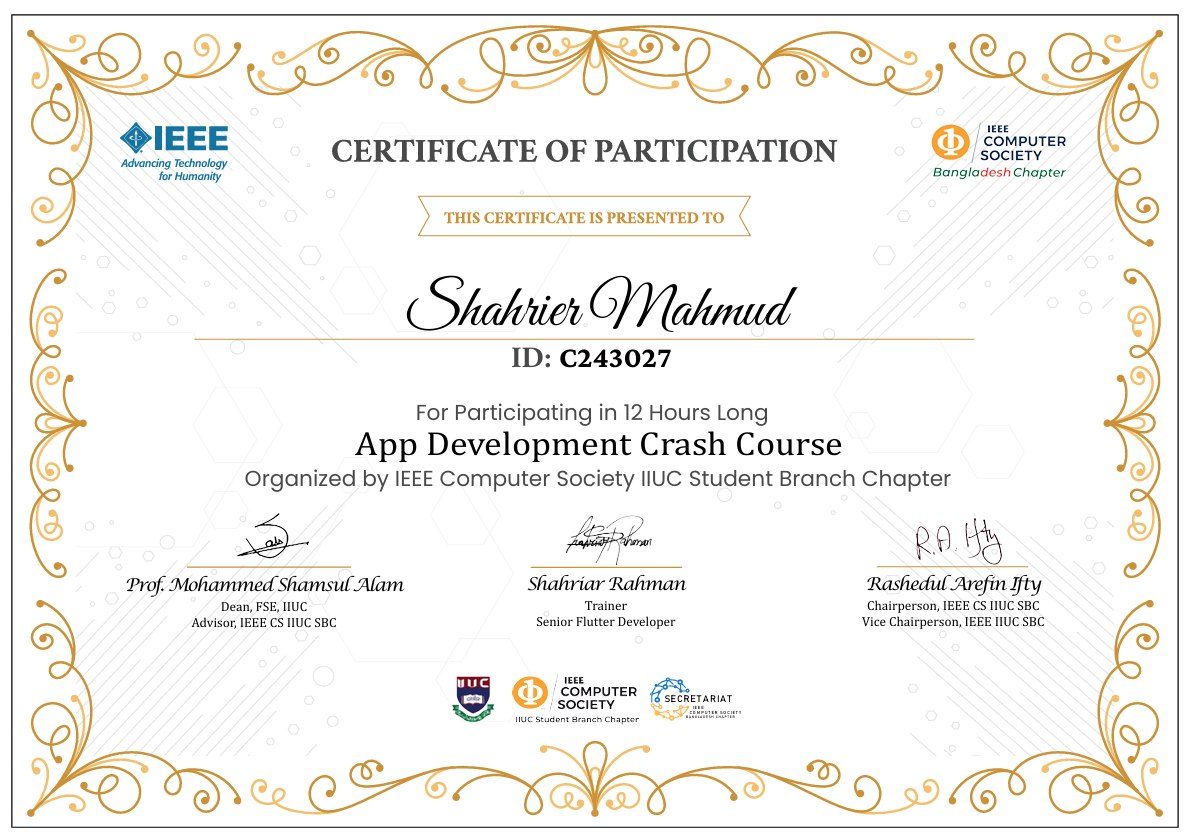 IEEE
Advancing Technology
for Humanity
CERTIFICATE OF PARTICIPATION
IEEE
COMPUTER
SOCIETY
Bangladesh Chapter
THIS CERTIFICATE IS PRESENTED TO
Shahrier Mahmud
ID: C243027
For Participating in 12 Hours Long
App Development Crash Course
Organized by IEEE Computer Society IIUC Student Branch Chapter
R.A. Ifty
Prof. Mohammed Shamsul Alam
Dean, FSE, IIUC
Advisor, IEEE CS IIUC SBC
Shahriar Rahman
Trainer
Senior Flutter Developer
Rashedul Arefin Ifty
Chairperson, IEEE CS IIUC SBC
Vice Chairperson, IEEE IIUC SBC
IIUC
IEEE
COMPUTER
SOCIETY
IIUC Student Branch Chapter
SECRETARIAT
IEEE
COMPUTER SOCIETY
BANGLADESH CHAPTER